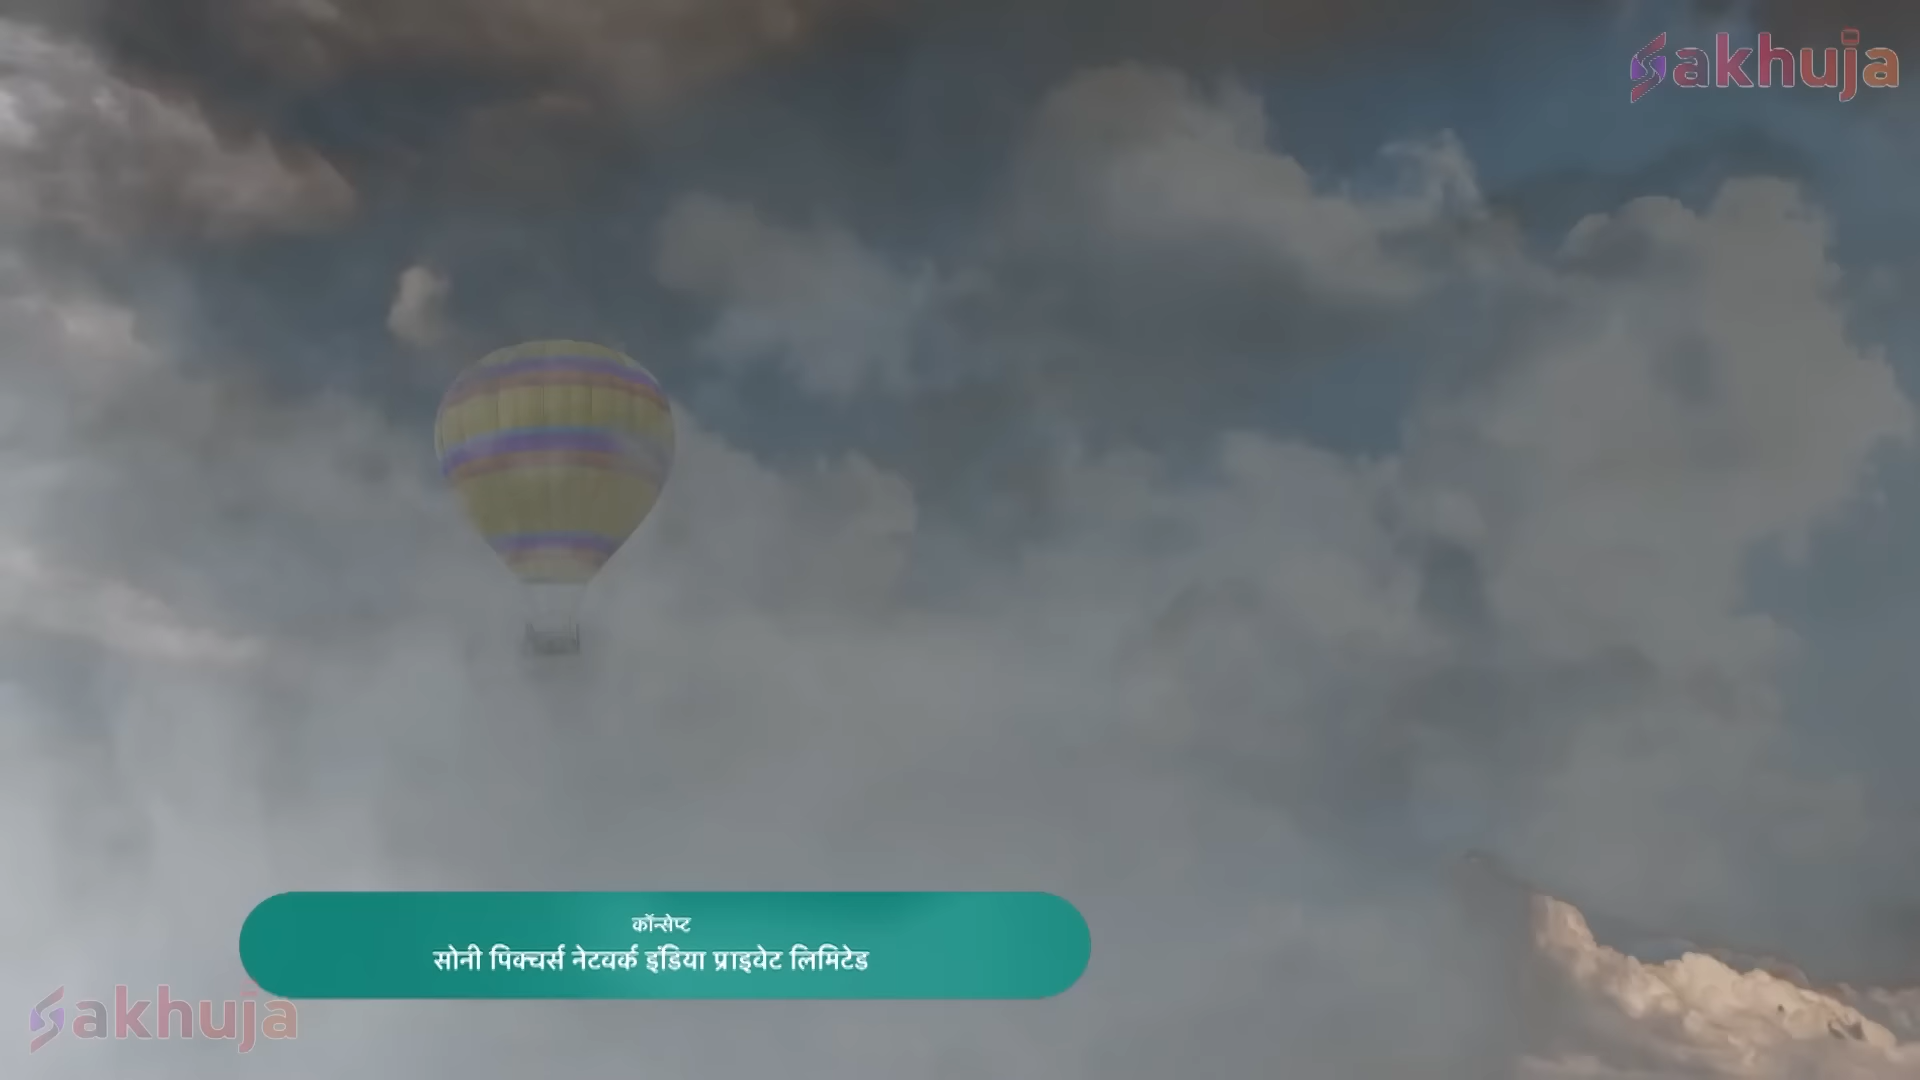 Sakhuja
कॉन्सेप्ट
सोनी पिक्चर्स नेटवर्क इंडिया प्राइवेट लिमिटेड
Sakhuja